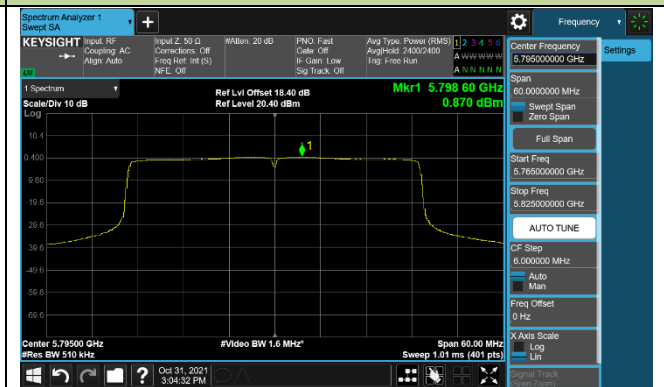 Spectrum Analyzer 1
Swept SA
Frequency
KEYSIGHT
Input: RF
Coupling: AC
Align: Auto
Input Z: 50 Ω
Corrections: Off
Freq Ref: Int (S)
NFE: Off
#Atten: 20 dB
PNO: Fast
Gate: Off
IF Gain: Low
Sig Track: Off
Avg Type: Power (RMS)
Avg|Hold: 2400/2400
Trig: Free Run
1 2 3 4 5 6
A W W W W W
A N N N N N
LW
1 Spectrum
Scale/Div 10 dB
Ref Lvl Offset 18.40 dB
Ref Level 20.40 dBm
Mkr1 5.798 60 GHz
0.870 dBm
Log
10.4
0.400
-9.60
-19.6
-29.6
-39.6
-49.6
-59.6
-69.6
1
Center 5.79500 GHz
#Res BW 510 kHz
#Video BW 1.6 MHz*
Span 60.00 MHz
Sweep 1.01 ms (401 pts)
Center Frequency
5.795000000 GHz
Settings
Span
60.0000000 MHz
Swept Span
Zero Span
Full Span
Start Freq
5.765000000 GHz
Stop Freq
5.825000000 GHz
AUTO TUNE
CF Step
6.000000 MHz
Auto
Man
Freq Offset
0 Hz
X Axis Scale
Log
Lin
Signal Track
(Span Zoom)
Oct 31, 2021
3:04:32 PM